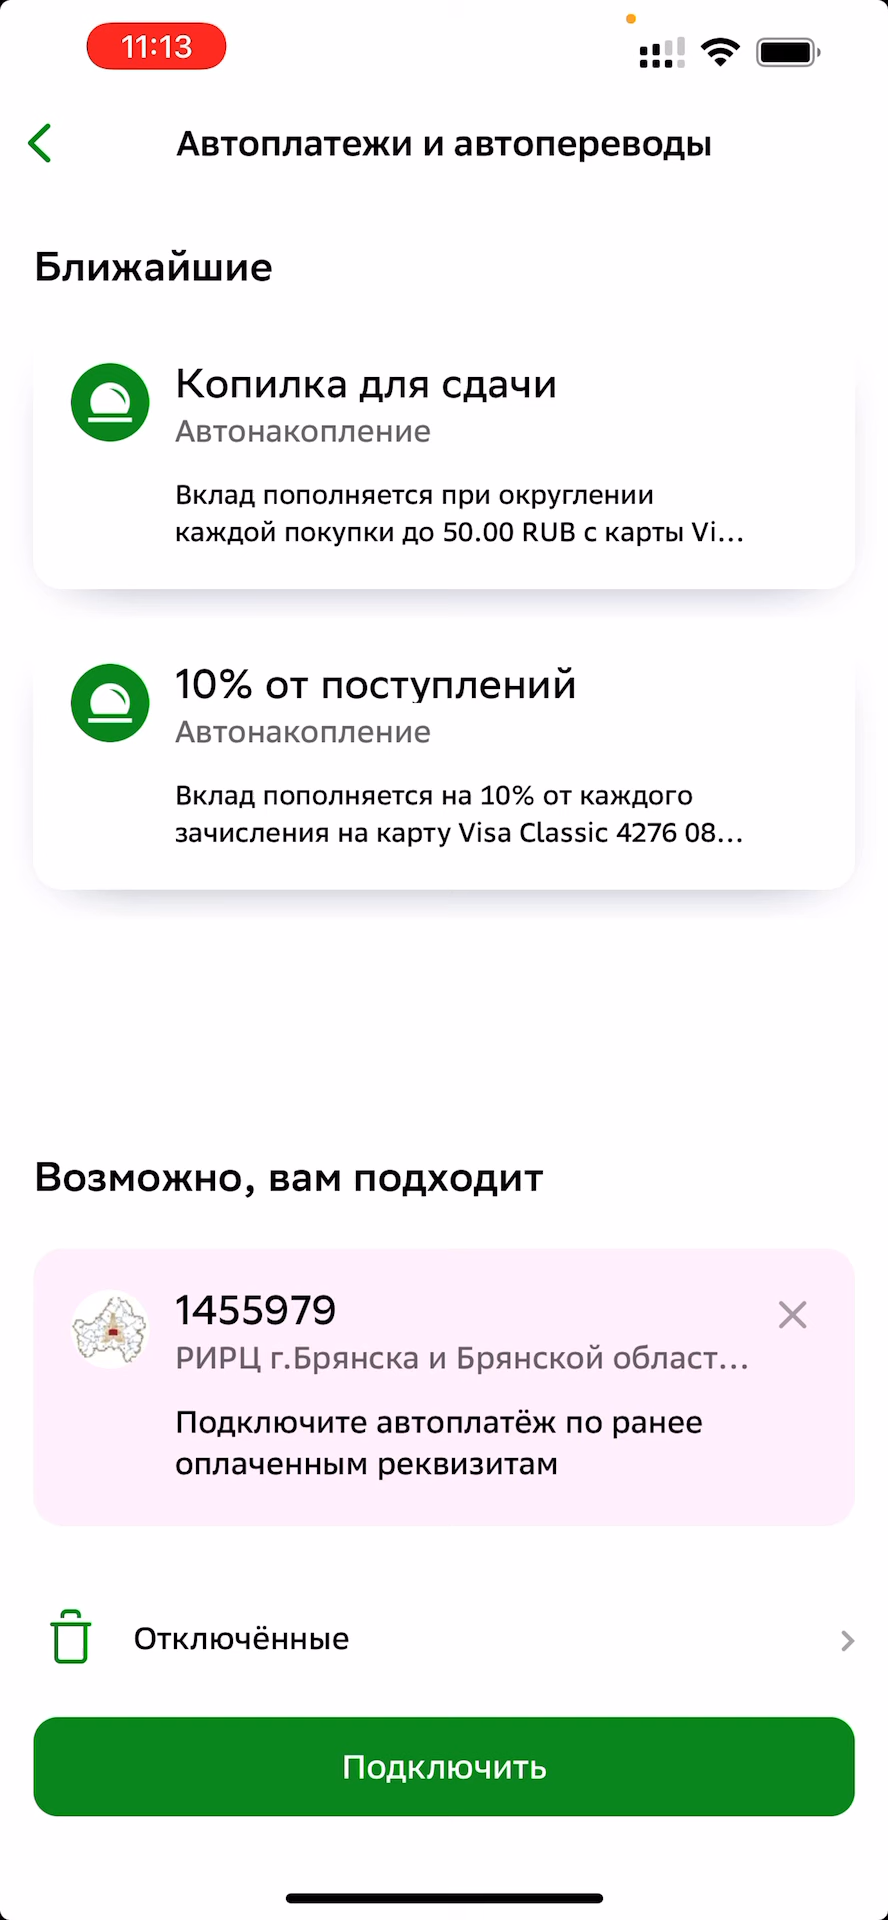 11:13
Автоплатежи и автопереводы
Ближайшие
Копилка для сдачи
Автонакопление
Вклад пополняется при округлении
каждой покупки до 50.00 RUB с карты Vi...
10% от поступлений
Автонакопление
Вклад пополняется на 10% от каждого
зачисления на карту Visa Classic 4276 08...
Возможно, вам подходит
1455979
РИРЦ г.Брянска и Брянской област...
Подключите автоплатёж по ранее
оплаченным реквизитам
Отключённые
Подключить